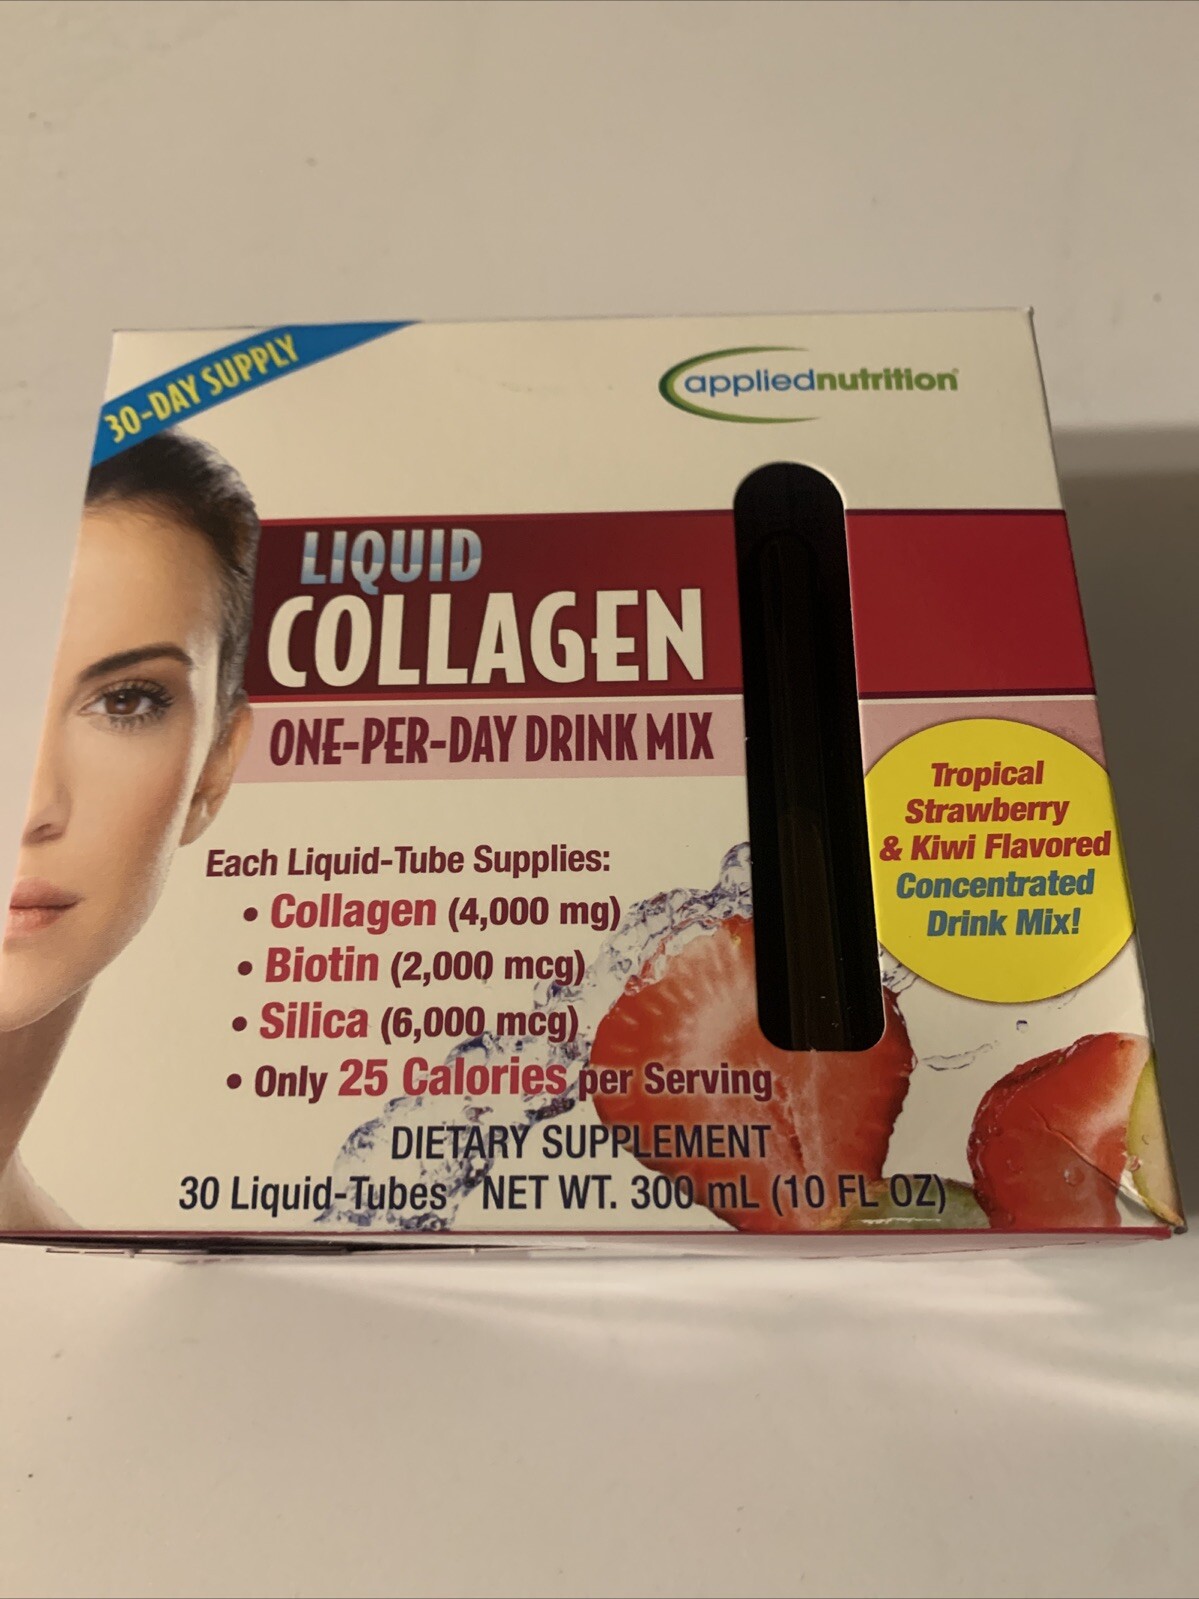 30-DAY SUPPLY
appliednutrition®
LIQUID
COLLAGEN
ONE-PER-DAY DRINK MIX
Tropical
Strawberry
& Kiwi Flavored
Concentrated
Drink Mix!
Each Liquid-Tube Supplies:
• Collagen (4,000 mg)
• Biotin (2,000 mcg)
• Silica (6,000 mcg)
• Only 25 Calories per Serving
DIETARY SUPPLEMENT
30 Liquid-Tubes NET WT. 300 mL (10 FL OZ)